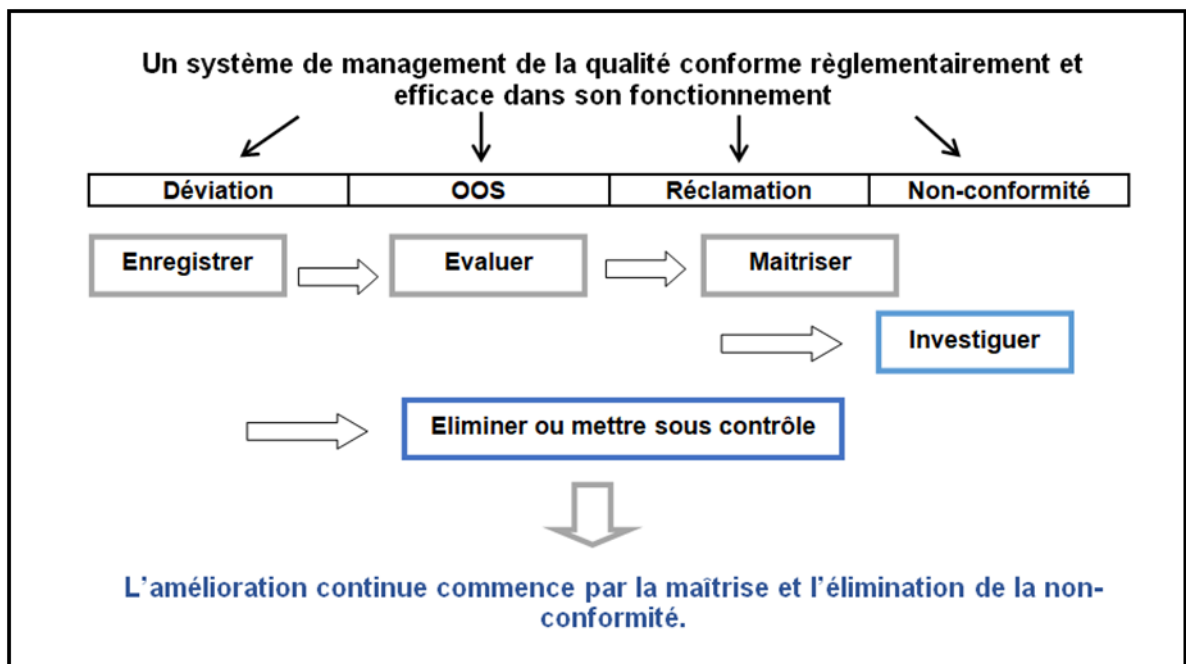 Un système de management de la qualité conforme règlementairement et
efficace dans son fonctionnement
Déviation OOS Réclamation Non-conformité
Enregistrer Evaluer Maitriser
Investiguer
Eliminer ou mettre sous contrôle
L’amélioration continue commence par la maîtrise et l’élimination de la non-
conformité.